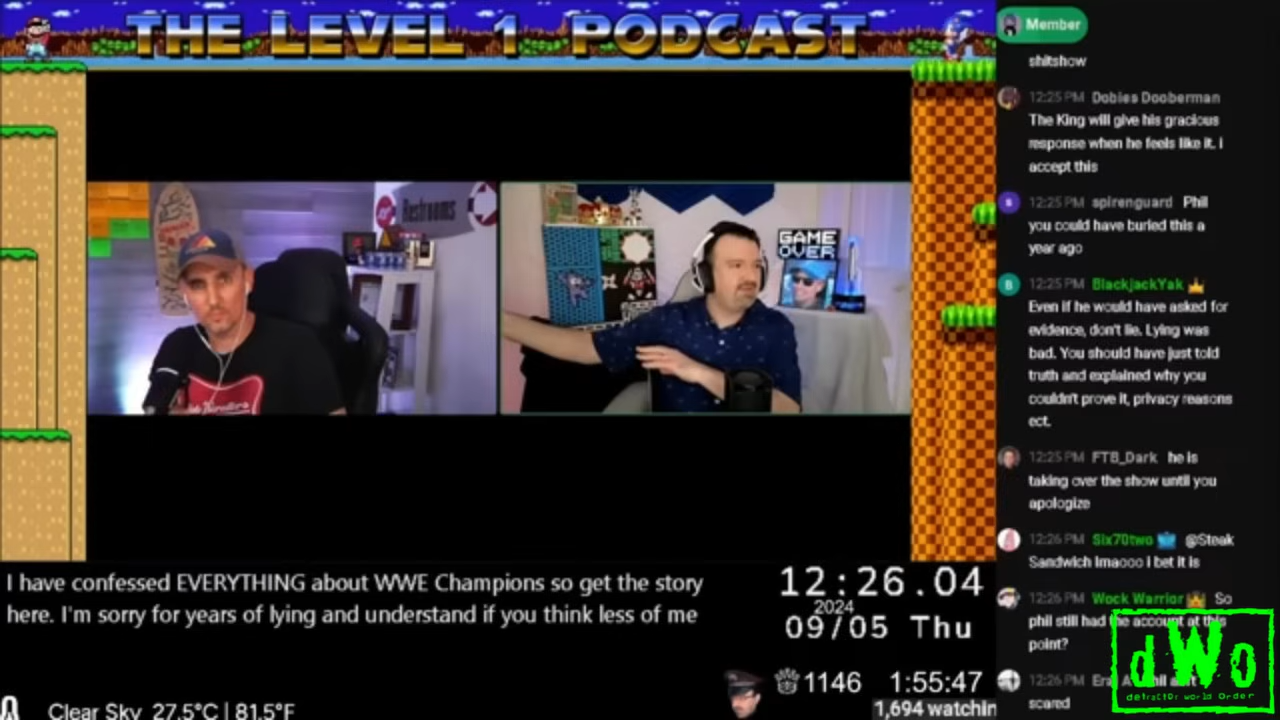 THE LEVEL 1 PODCAST
Restrooms
GAME
OVER
I have confessed EVERYTHING about WWE Champions so get the story
here. I'm sorry for years of lying and understand if you think less of me
12:26.04
2024
09/05 Thu
1146
1:55:47
1,694 watchin
Clear Sky 27.5°C | 81.5°F
Member
shitshow
12:25 PM Dobies Dooberman
The King will give his gracious
response when he feels like it. I
accept this
12:25 PM spirenguard Phil
you could have buried this a
year ago
12:25 PM BlackjackYak
Even if he would have asked for
evidence, don't lie. Lying was
bad. You should have just told
truth and explained why you
couldn't prove it, privacy reasons
ect.
12:25 PM FTB_Dark he is
taking over the show until you
apologize
12:26 PM Six70two @Steak
Sandwich lmaooo I bet it is
12:26 PM Wock Warrior So
phil still had the account at this
point?
12:26 PM
scared
dWo
detractor world order